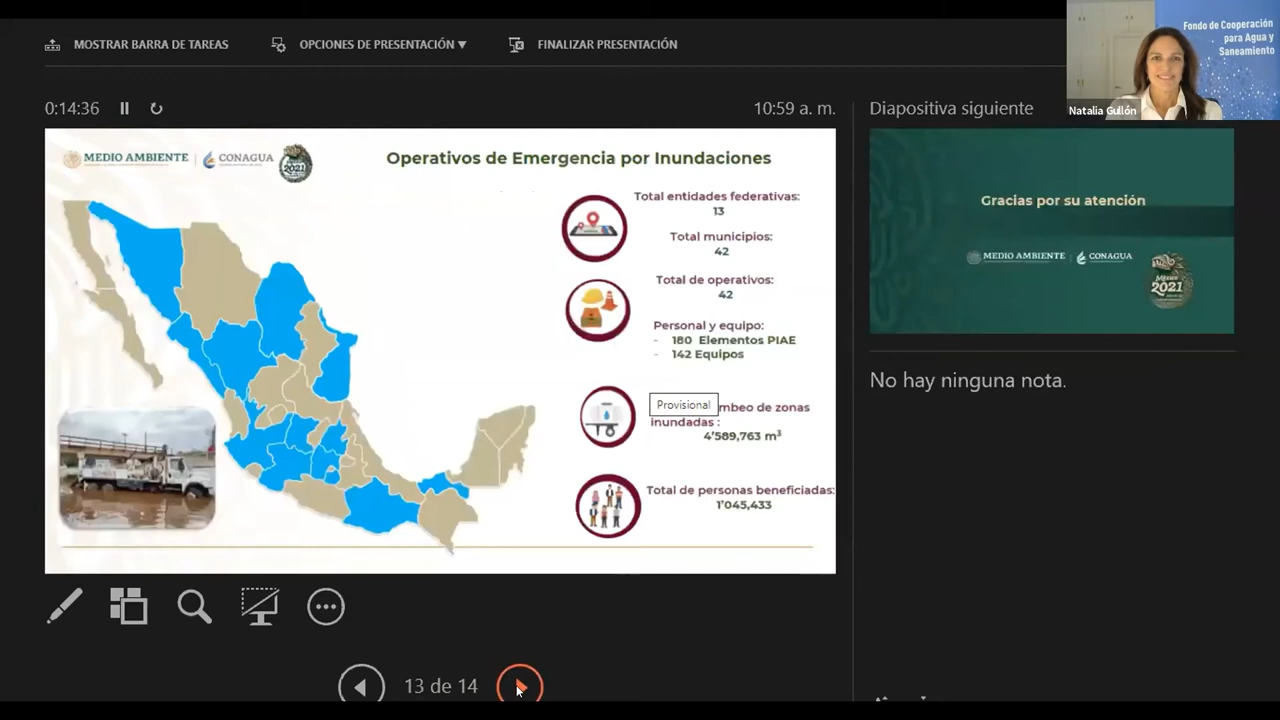 MOSTRAR BARRA DE TAREAS
OPCIONES DE PRESENTACIÓN
FINALIZAR PRESENTACIÓN
Fondo de Cooperación
para Agua y
Saneamiento
Natalia Gullón
0:14:36
10:59 a. m.
Diapositiva siguiente
MEDIO AMBIENTE
CONAGUA
2021
Operativos de Emergencia por Inundaciones
Total entidades federativas:
13
Total municipios:
42
Total de operativos:
42
Personal y equipo:
- 180 Elementos PIAE
- 142 Equipos
Provisional
mbeo de zonas
inundadas :
4'589,763 m³
Total de personas beneficiadas:
1'045,433
Gracias por su atención
MEDIO AMBIENTE
CONAGUA
México
2021
No hay ninguna nota.
13 de 14